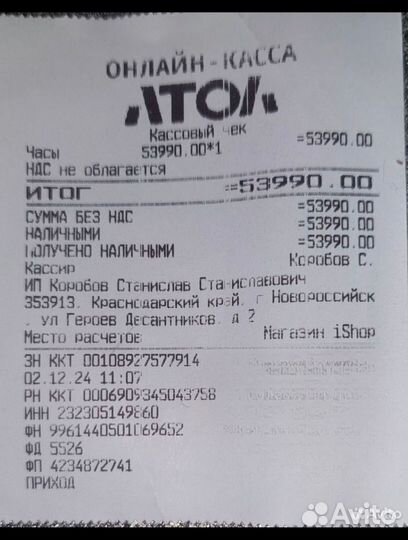 ОНЛАЙН-КАССА
АТОЛ
Кассовый чек
=53990.00
Часы 53990.00*1
НДС не облагается
ИТОГ =53990.00
СУММА БЕЗ НДС =53990.00
НАЛИЧНЫМИ =53990.00
ПОЛУЧЕНО НАЛИЧНЫМИ =53990.00
Кассир Коробов С.
ИП Коробов Станислав Станиславович
353913, Краснодарский край, г Новороссийск
, ул Героев Десантников, д 2
Место расчетов Магазин iShop
ЗН ККТ 00108927577914
02.12.24 11:07
РН ККТ 0006909345043758
ИНН 232305149860
ФН 9961440501069652
ФД 5526
ФП 4234872741
ПРИХОД
Avito